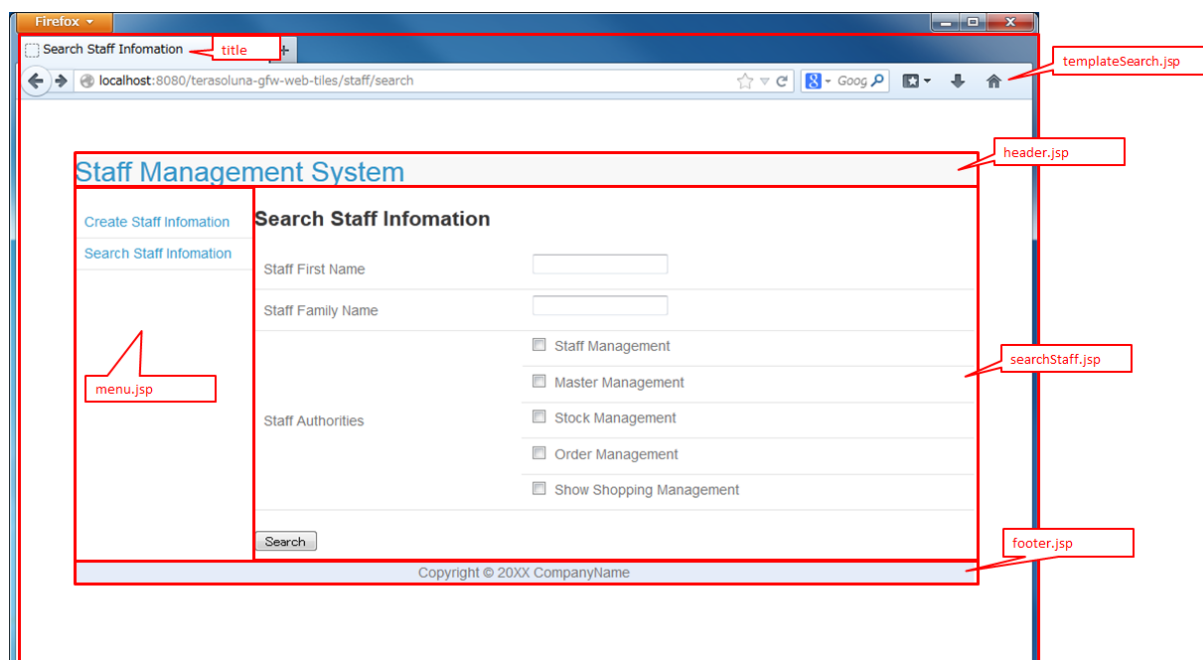 Firefox
Search Staff Infomation
title
templateSearch.jsp
localhost:8080/terasoluna-gfw-web-tiles/staff/search
Goog
header.jsp
Staff Management System
Create Staff Infomation
Search Staff Infomation
Search Staff Infomation
Staff First Name
Staff Family Name
Staff Management
searchStaff.jsp
menu.jsp
Master Management
Staff Authorities
Stock Management
Order Management
Show Shopping Management
Search
footer.jsp
Copyright © 20XX CompanyName